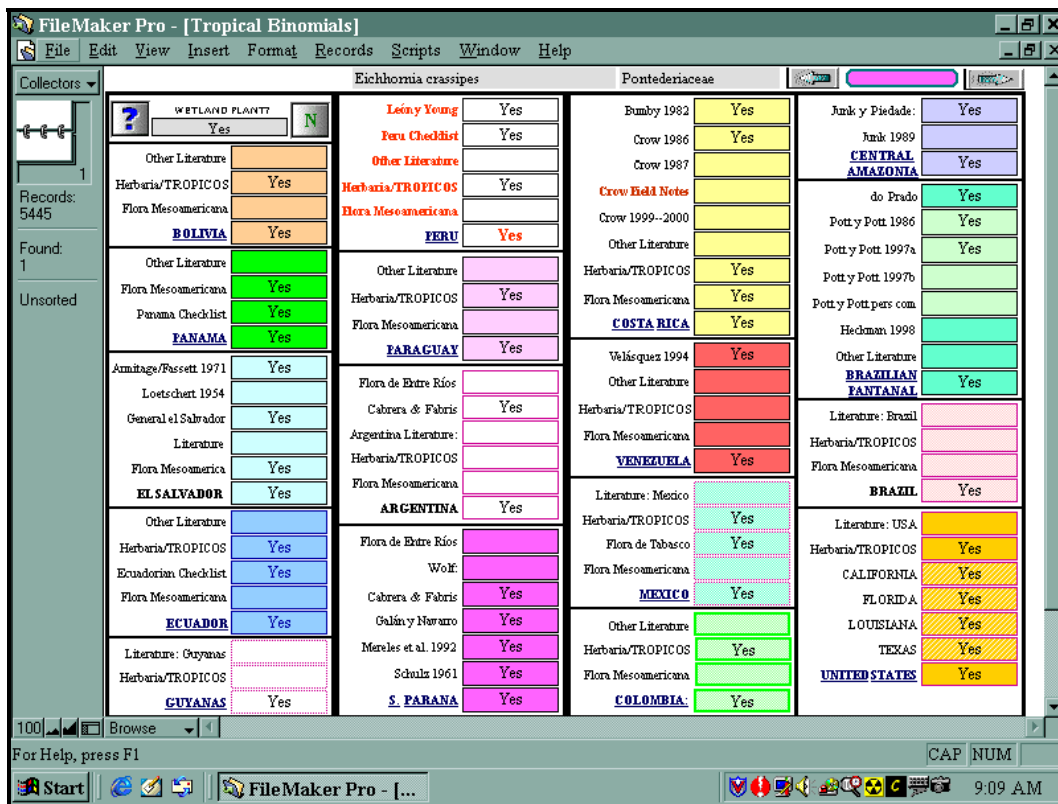 FileMaker Pro - [Tropical Binomials]
File Edit View Insert Format Records Scripts Window Help
Collectors
1
Records:
5445
Found:
1
Unsorted
Eichhornia crassipes Pontederiaceae
? WETLAND PLANT? N
Yes
Other Literature
Herbaria/TROPICOS Yes
Flora Mesoamericana
BOLIVIA Yes
Other Literature
Flora Mesoamericana Yes
Panama Checklist Yes
PANAMA Yes
Armitage/Fassett 1971 Yes
Loetschert 1954
General el Salvador Yes
Literature
Flora Mesoamerica Yes
EL SALVADOR Yes
Other Literature
Herbaria/TROPICOS Yes
Ecuadorian Checklist Yes
Flora Mesoamericana
ECUADOR Yes
Literature: Guyanas
Herbaria/TROPICOS
GUYANAS Yes
León y Young Yes
Peru Checklist Yes
Other Literature
Herbaria/TROPICOS Yes
Flora Mesoamericana
PERU Yes
Other Literature
Herbaria/TROPICOS Yes
Flora Mesoamericana
PARAGUAY Yes
Flora de Entre Ríos
Cabrera & Fabris Yes
Argentina Literature:
Herbaria/TROPICOS
Flora Mesoamericana
ARGENTINA Yes
Flora de Entre Ríos
Wolf:
Cabrera & Fabris Yes
Galán y Navarro Yes
Mereles et al. 1992 Yes
Schulz 1961 Yes
S. PARANA Yes
Bumby 1982 Yes
Crow 1986 Yes
Crow 1987
Crow Field Notes
Crow 1999--2000
Other Literature
Herbaria/TROPICOS Yes
Flora Mesoamericana Yes
COSTA RICA Yes
Velásquez 1994 Yes
Other Literature
Herbaria/TROPICOS
Flora Mesoamericana
VENEZUELA Yes
Literature: Mexico
Herbaria/TROPICOS Yes
Flora de Tabasco Yes
Flora Mesoamericana
MEXICO Yes
Other Literature
Herbaria/TROPICOS Yes
Flora Mesoamericana
COLOMBIA: Yes
Junk y Piedade: Yes
Junk 1989
CENTRAL
AMAZONIA Yes
do Prado Yes
Pott y Pott 1986 Yes
Pott y Pott 1997a Yes
Pott y Pott 1997b
Pott y Pott pers com
Heckman 1998
Other Literature
BRAZILIAN
PANTANAL Yes
Literature: Brazil
Herbaria/TROPICOS
Flora Mesoamericana
BRAZIL Yes
Literature: USA
Herbaria/TROPICOS Yes
CALIFORNIA Yes
FLORIDA Yes
LOUISIANA Yes
TEXAS Yes
UNITED STATES Yes
100 Browse
For Help, press F1 CAP NUM
Start FileMaker Pro - [... 9:09 AM